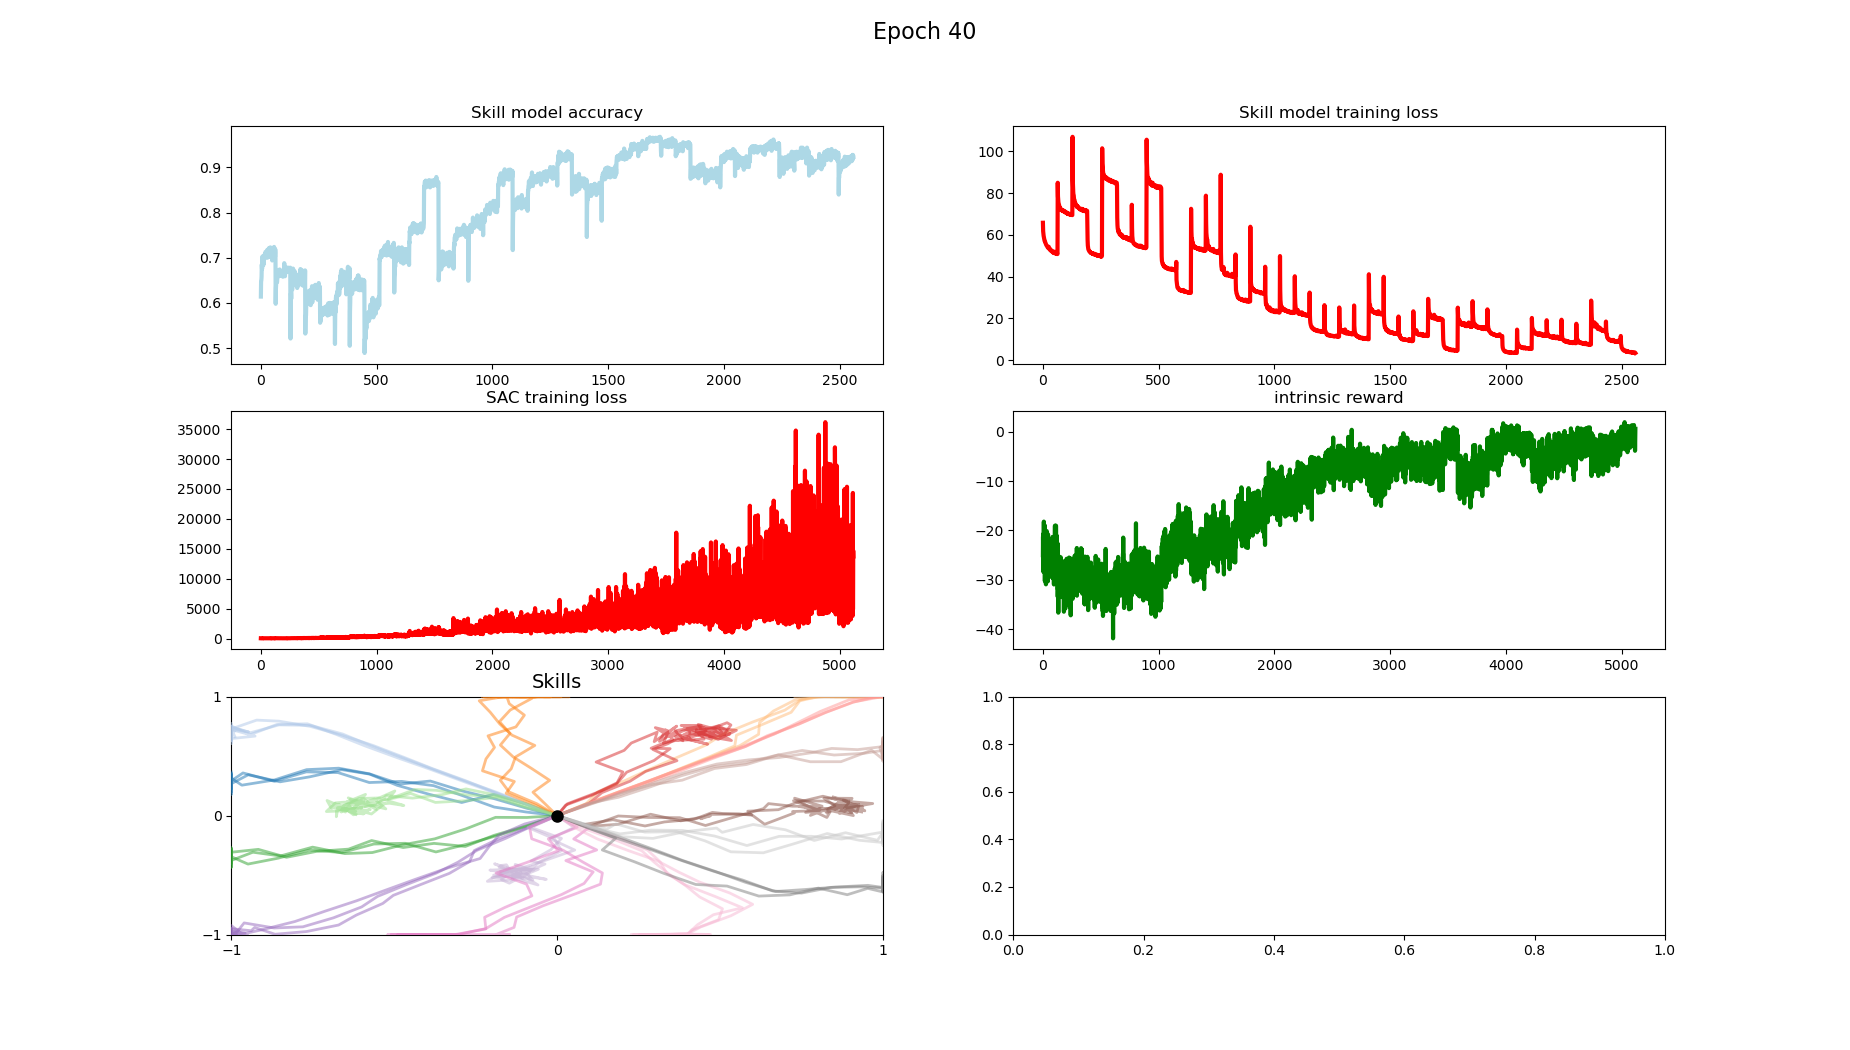 Epoch 40
Skill model accuracy
0.9
0.8
0.7
0.6
0.5
0 500 1000 1500 2000 2500
Skill model training loss
100
80
60
40
20
0
0 500 1000 1500 2000 2500
SAC training loss
35000
30000
25000
20000
15000
10000
5000
0
0 1000 2000 3000 4000 5000
intrinsic reward
0
−10
−20
−30
−40
0 1000 2000 3000 4000 5000
Skills
1
0
−1
−1 0 1
1.0
0.8
0.6
0.4
0.2
0.0
0.0 0.2 0.4 0.6 0.8 1.0